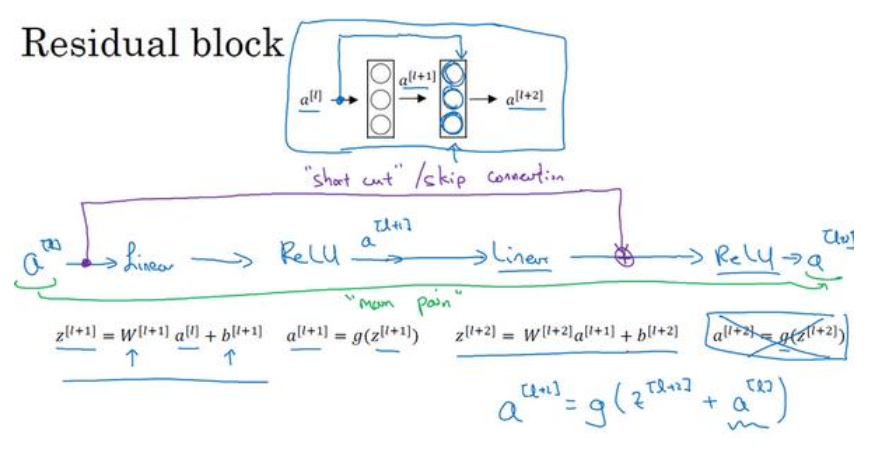 Residual block
a^[l] a^[l+1] a^[l+2]
"short cut" / skip connection
a^[l] → Linear → ReLU a^[l+1] → Linear → ReLU → a^[l+2]
"main path"
z^[l+1] = W^[l+1] a^[l] + b^[l+1] a^[l+1] = g(z^[l+1]) z^[l+2] = W^[l+2] a^[l+1] + b^[l+2] a^[l+2] = g(z^[l+2])
a^[l+2] = g(z^[l+2] + a^[l])